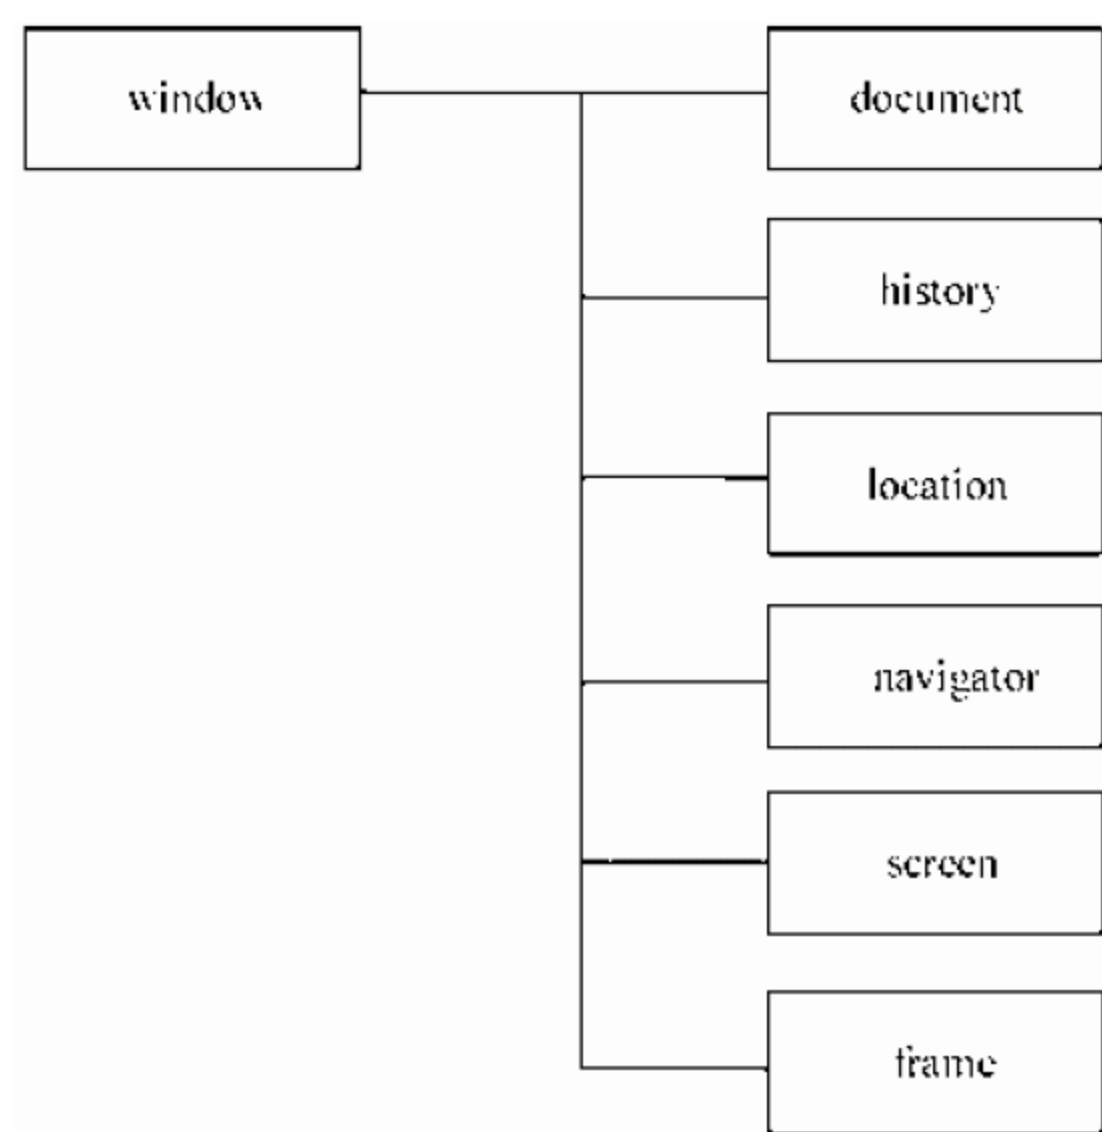 window
document
history
location
navigator
screen
frame